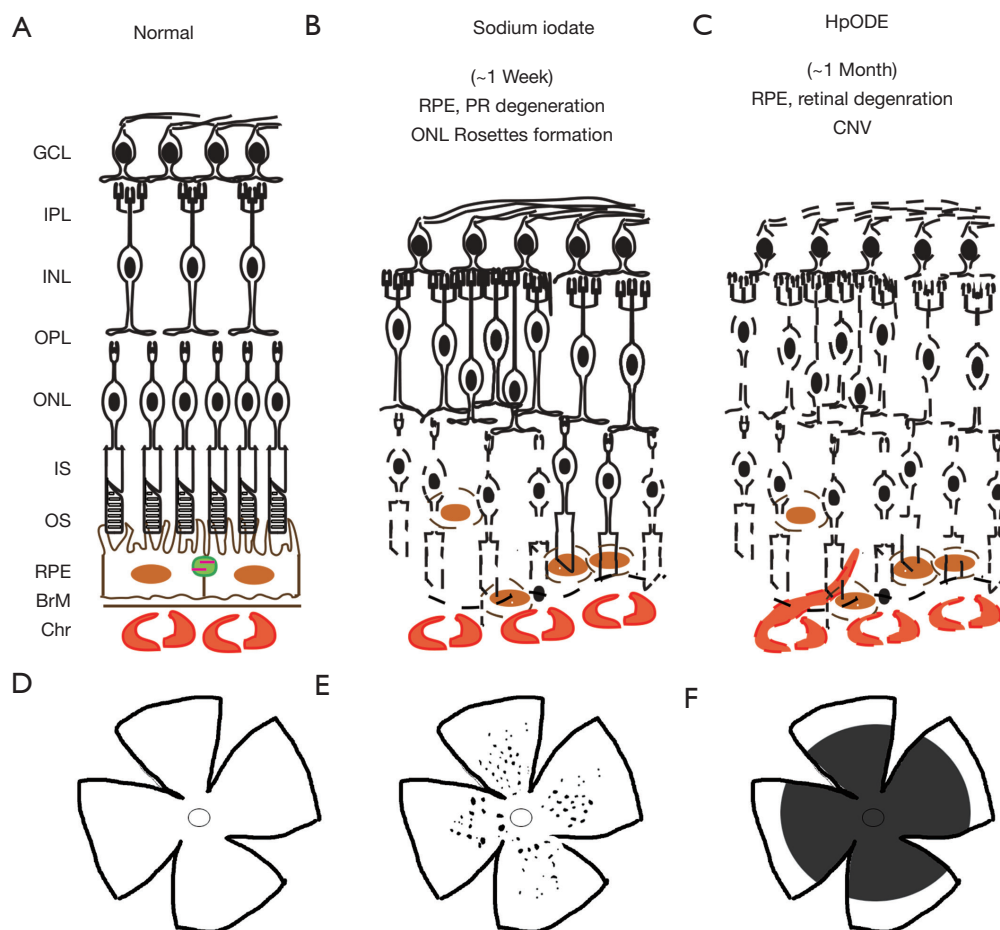 A
Normal
B
Sodium iodate
(~1 Week)
RPE, PR degeneration
ONL Rosettes formation
C
HpODE
(~1 Month)
RPE, retinal degenration
CNV
GCL
IPL
INL
OPL
ONL
IS
OS
RPE
BrM
Chr
D
E
F